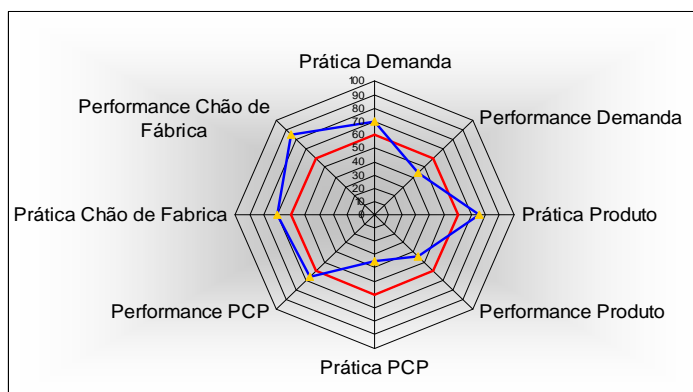 Prática Demanda
100
90
80
70
60
50
40
30
20
10
0
Performance Demanda
Prática Produto
Performance Produto
Prática PCP
Performance PCP
Prática Chão de Fabrica
Performance Chão de
Fábrica